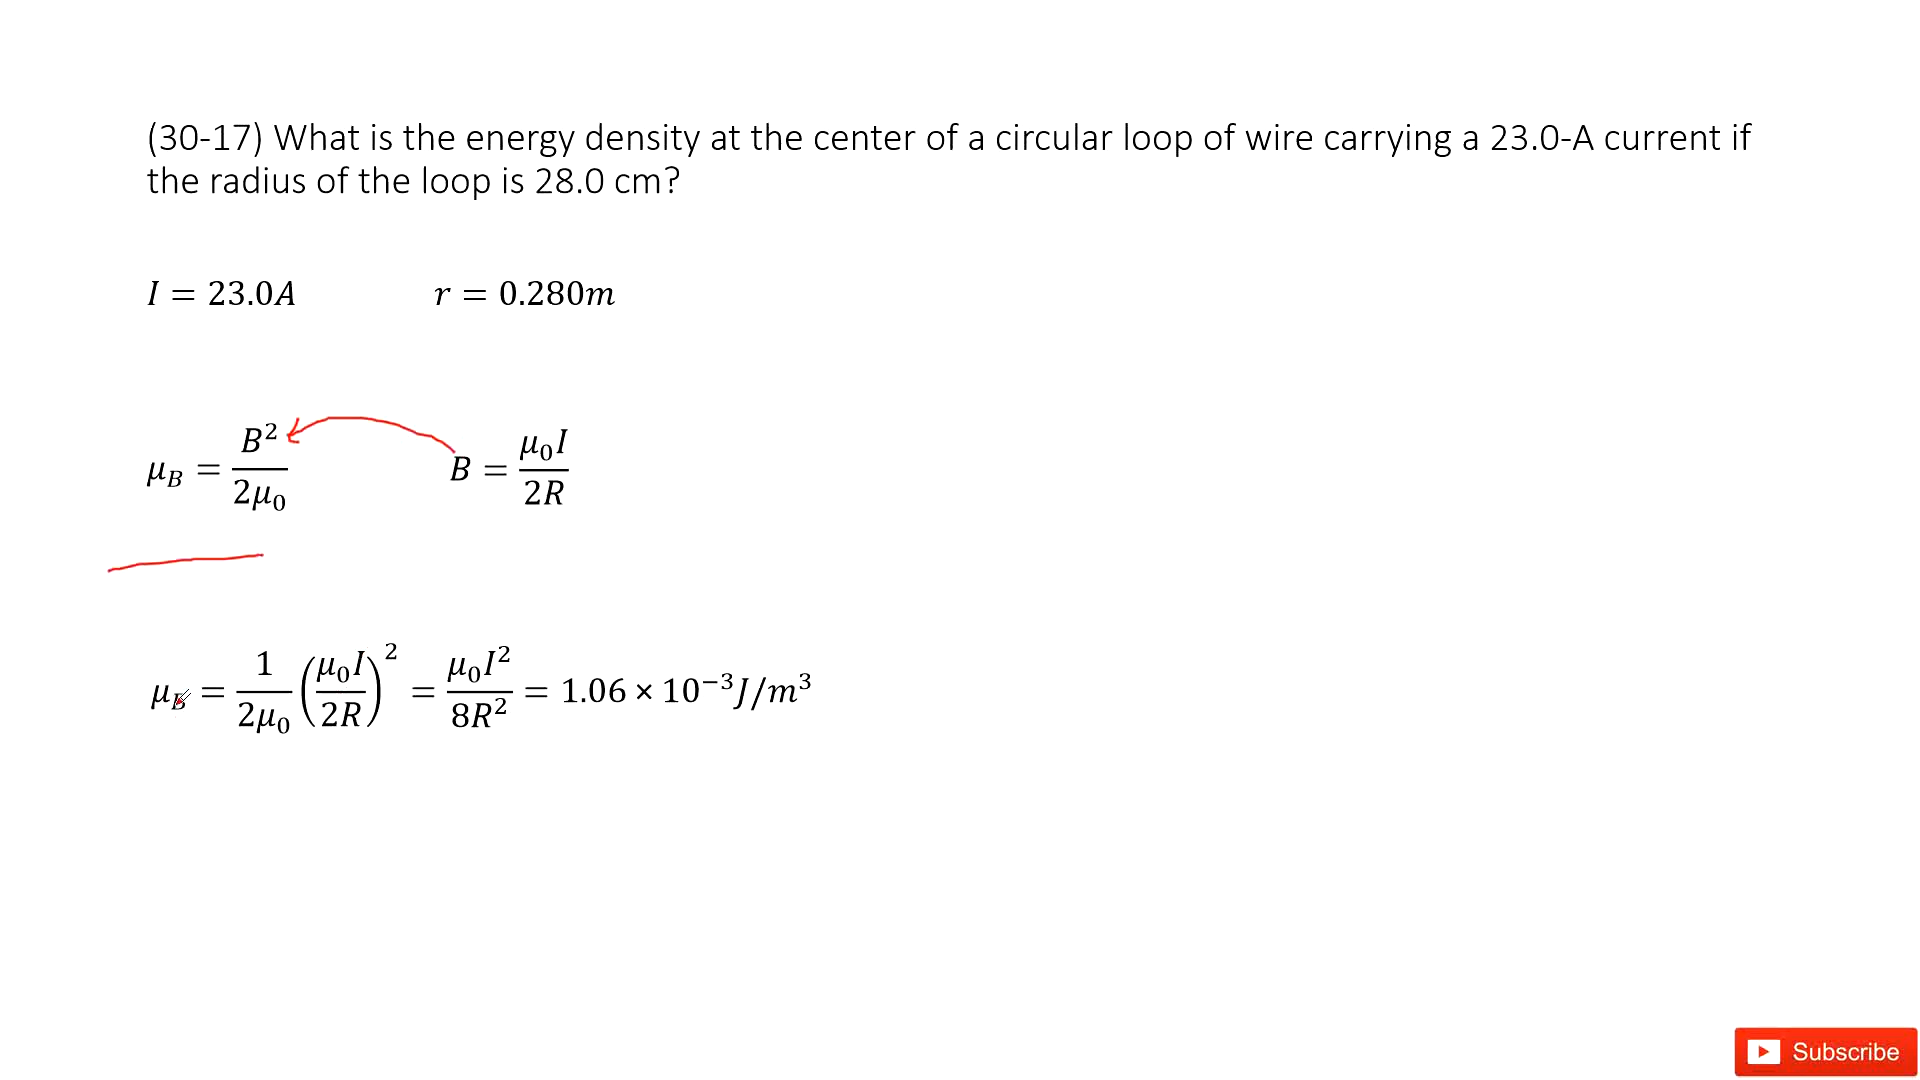 (30-17) What is the energy density at the center of a circular loop of wire carrying a 23.0-A current if
the radius of the loop is 28.0 cm?
I = 23.0A r = 0.280m
μ_B = B²/2μ₀ B = μ₀I/2R
μ_B = 1/2μ₀ (μ₀I/2R)² = μ₀I²/8R² = 1.06 × 10⁻³J/m³
Subscribe